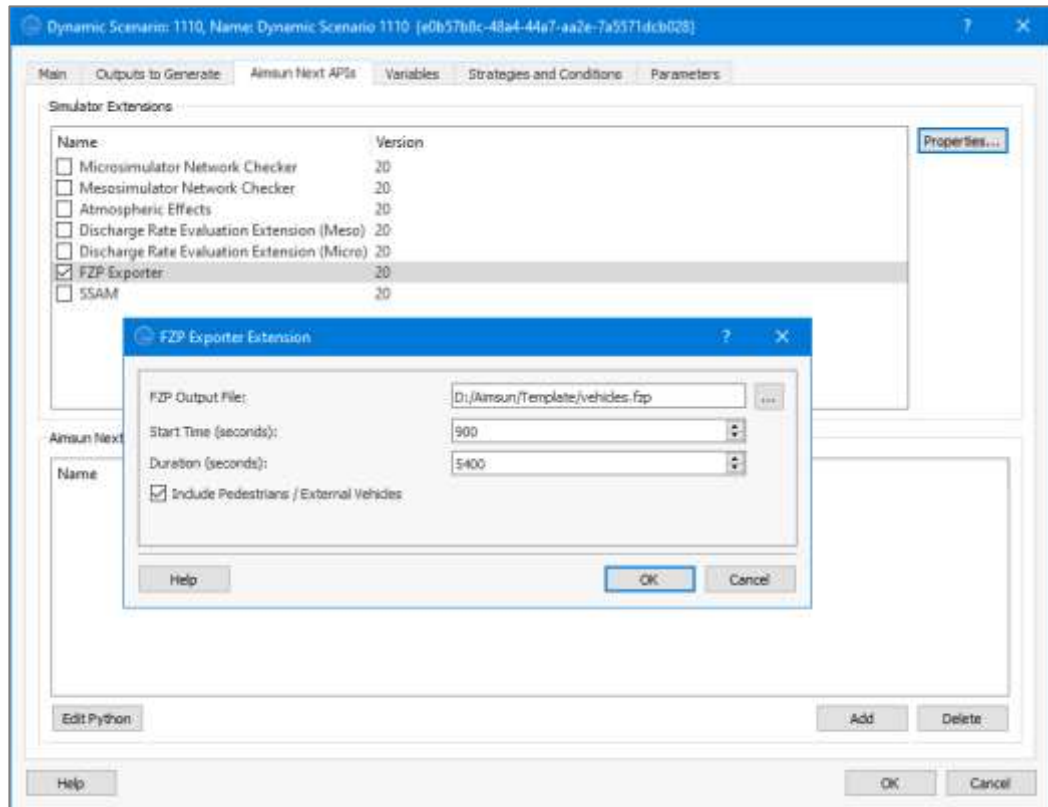 Dynamic Scenario: 1110, Name: Dynamic Scenario 1110 {e0b57b8c-48a4-44a7-aa2e-7a5571dcb028}
Main Outputs to Generate Aimsun Next APIs Variables Strategies and Conditions Parameters
Simulator Extensions
Name Version
Properties...
Microsimulator Network Checker 20
Mesosimulator Network Checker 20
Atmospheric Effects 20
Discharge Rate Evaluation Extension (Meso) 20
Discharge Rate Evaluation Extension (Micro) 20
FZP Exporter 20
SSAM 20
FZP Exporter Extension
FZP Output File: D:/Aimsun/Template/vehicles.fzp ...
Start Time (seconds): 900
Duration (seconds): 5400
Include Pedestrians / External Vehicles
Help OK Cancel
Aimsun Next
Name
Edit Python Add Delete
Help OK Cancel